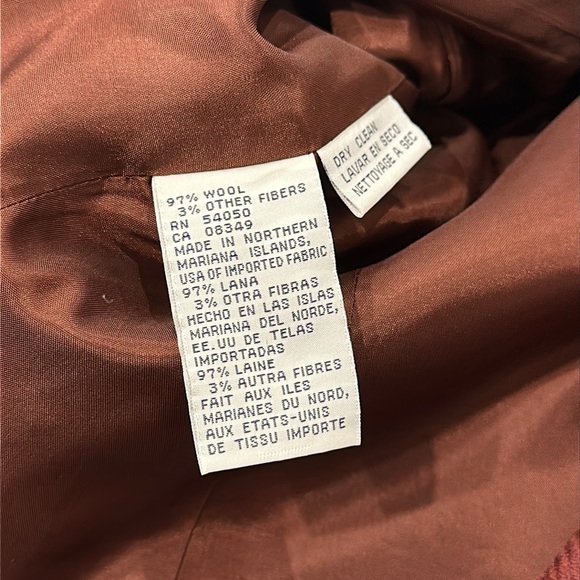 97% WOOL
3% OTHER FIBERS
RN 54050
CA 08349
MADE IN NORTHERN
MARIANA ISLANDS,
USA OF IMPORTED FABRIC
97% LANA
3% OTRA FIBRAS
HECHO EN LAS ISLAS
MARIANA DEL NORDE,
EE.UU DE TELAS
IMPORTADAS
97% LAINE
3% AUTRA FIBRES
FAIT AUX ILES
MARIANES DU NORD,
AUX ETATS-UNIS
DE TISSU IMPORTE
DRY CLEAN
LAVAR EN SECO
NETTOYAGE A SEC